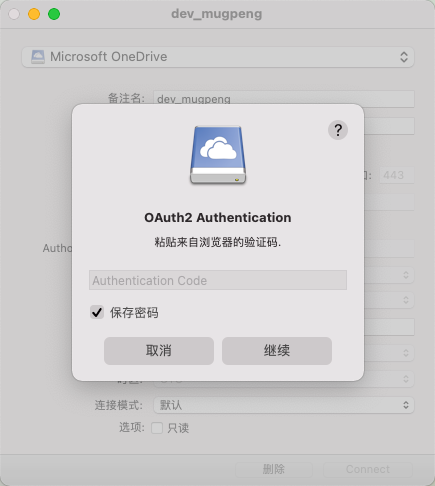 dev_mugpeng
Microsoft OneDrive
备注名:
dev_mugpeng
?
443
OAuth2 Authentication
粘贴来自浏览器的验证码.
Autho
Authentication Code
保存密码
取消
继续
连接模式:
默认
选项:
只读
删除
Connect